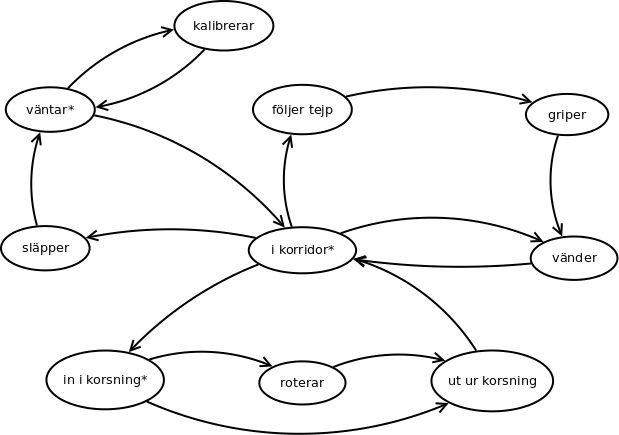 kalibrerar
väntar*
följer tejp
griper
släpper
i korridor*
vänder
in i korsning*
roterar
ut ur korsning